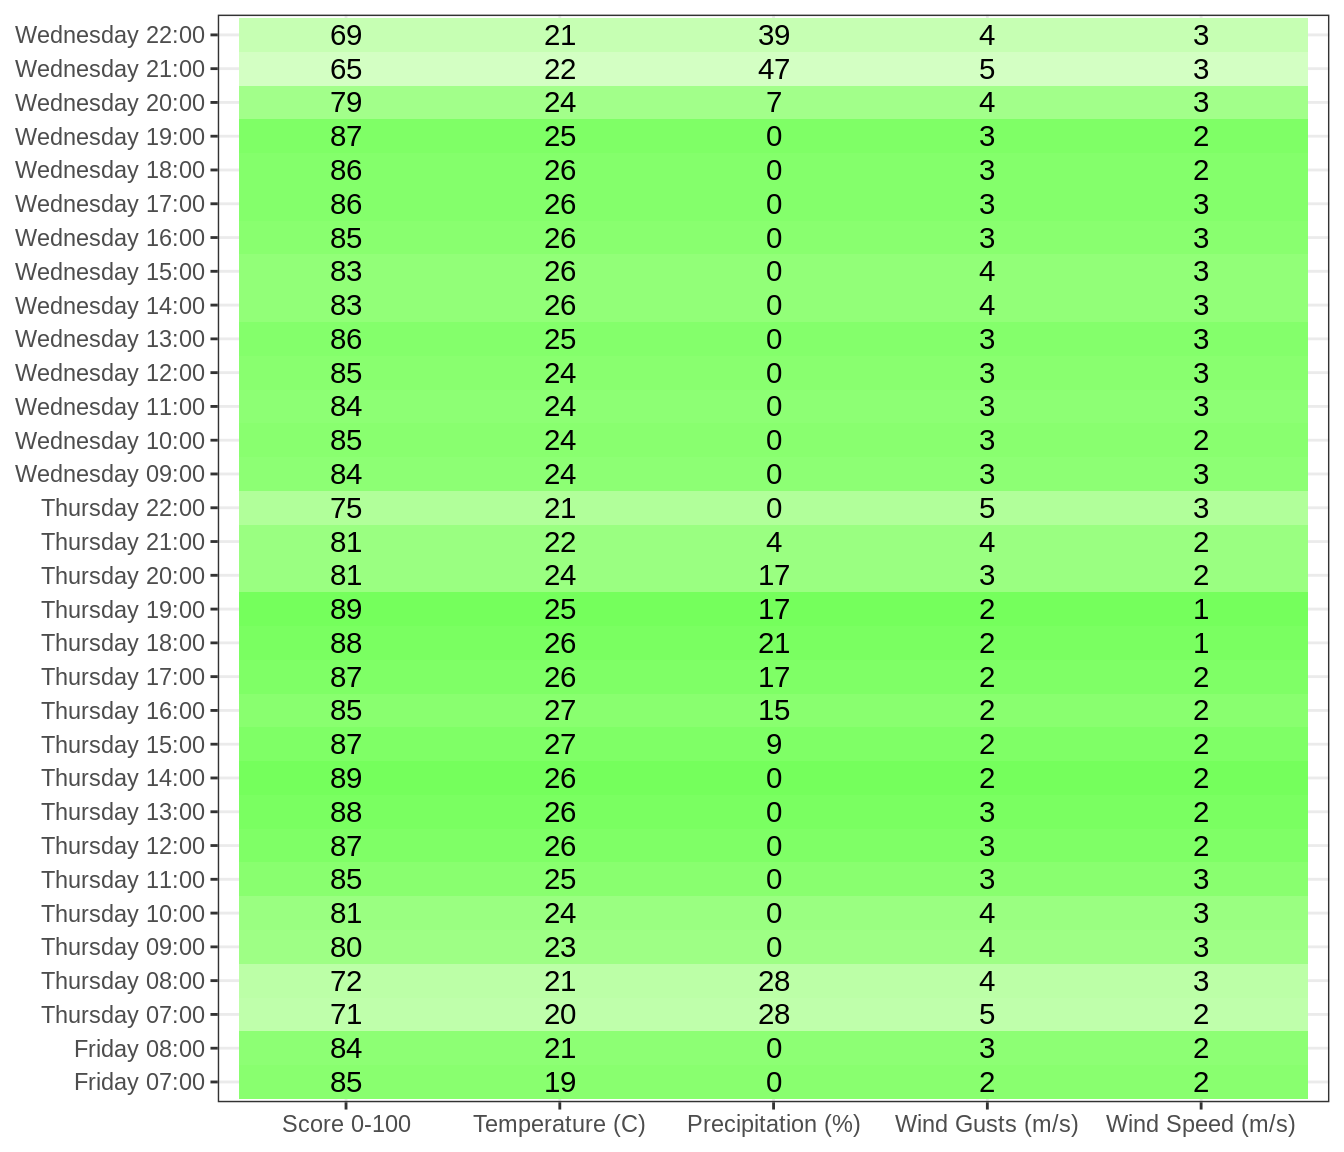 Wednesday 22:00 69 21 39 4 3
Wednesday 21:00 65 22 47 5 3
Wednesday 20:00 79 24 7 4 3
Wednesday 19:00 87 25 0 3 2
Wednesday 18:00 86 26 0 3 2
Wednesday 17:00 86 26 0 3 3
Wednesday 16:00 85 26 0 3 3
Wednesday 15:00 83 26 0 4 3
Wednesday 14:00 83 26 0 4 3
Wednesday 13:00 86 25 0 3 3
Wednesday 12:00 85 24 0 3 3
Wednesday 11:00 84 24 0 3 3
Wednesday 10:00 85 24 0 3 2
Wednesday 09:00 84 24 0 3 3
Thursday 22:00 75 21 0 5 3
Thursday 21:00 81 22 4 4 2
Thursday 20:00 81 24 17 3 2
Thursday 19:00 89 25 17 2 1
Thursday 18:00 88 26 21 2 1
Thursday 17:00 87 26 17 2 2
Thursday 16:00 85 27 15 2 2
Thursday 15:00 87 27 9 2 2
Thursday 14:00 89 26 0 2 2
Thursday 13:00 88 26 0 3 2
Thursday 12:00 87 26 0 3 2
Thursday 11:00 85 25 0 3 3
Thursday 10:00 81 24 0 4 3
Thursday 09:00 80 23 0 4 3
Thursday 08:00 72 21 28 4 3
Thursday 07:00 71 20 28 5 2
Friday 08:00 84 21 0 3 2
Friday 07:00 85 19 0 2 2
Score 0-100 Temperature (C) Precipitation (%) Wind Gusts (m/s) Wind Speed (m/s)